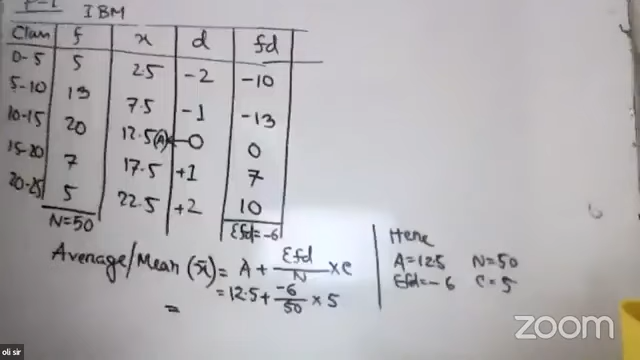 IBM
Class f x d fd
0-5 5 2.5 -2 -10
5-10 13 7.5 -1 -13
10-15 20 12.5(A) 0 0
15-20 7 17.5 +1 7
20-25 5 22.5 +2 10
N=50 Σfd=-6
Average/Mean (x̄) = A + Σfd/N × C
= 12.5 + -6/50 × 5
=
Here
A=12.5 N=50
Σfd=-6 C=5
zoom
oli sir